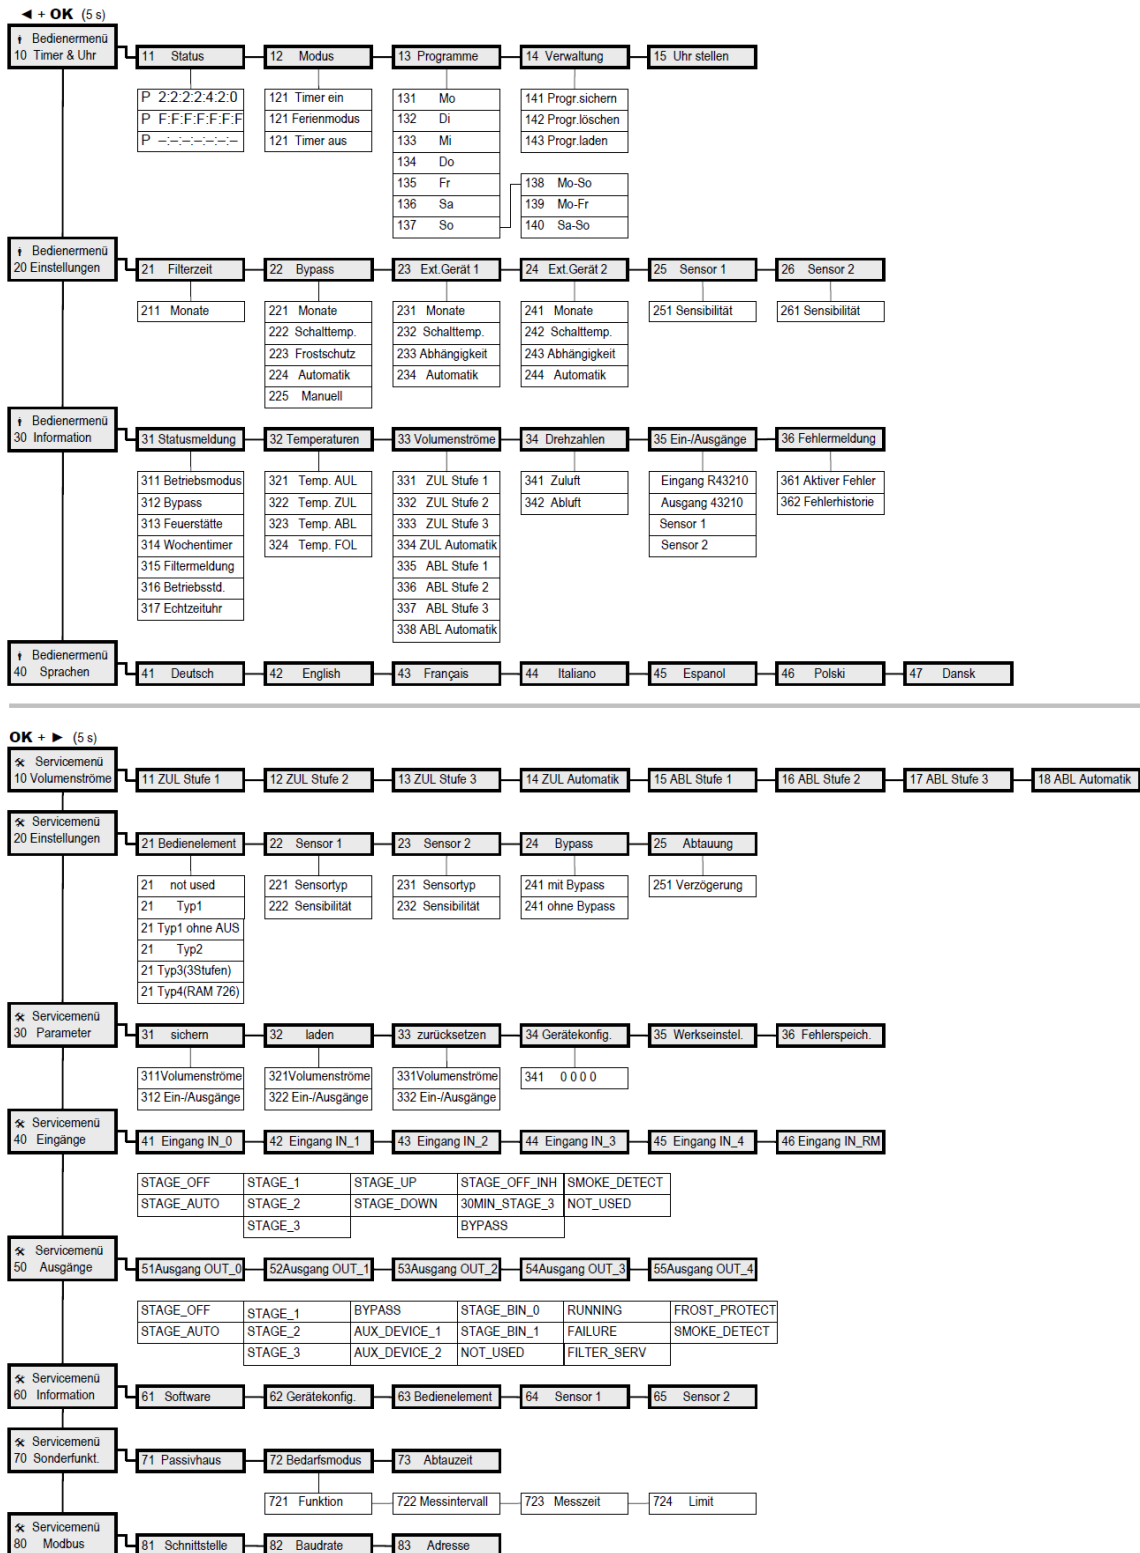 ◄ + OK (5 s)
Bedienermenü
10 Timer & Uhr
11 Status
12 Modus
13 Programme
14 Verwaltung
15 Uhr stellen
P 2:2:2:2:4:2:0
P F:F:F:F:F:F:F
P –:–:–:–:–:–:–
121 Timer ein
121 Ferienmodus
121 Timer aus
131 Mo
132 Di
133 Mi
134 Do
135 Fr
136 Sa
137 So
141 Progr.sichern
142 Progr.löschen
143 Progr.laden
138 Mo-So
139 Mo-Fr
140 Sa-So
Bedienermenü
20 Einstellungen
21 Filterzeit
22 Bypass
23 Ext.Gerät 1
24 Ext.Gerät 2
25 Sensor 1
26 Sensor 2
211 Monate
221 Monate
222 Schalttemp.
223 Frostschutz
224 Automatik
225 Manuell
231 Monate
232 Schalttemp.
233 Abhängigkeit
234 Automatik
241 Monate
242 Schalttemp.
243 Abhängigkeit
244 Automatik
251 Sensibilität
261 Sensibilität
Bedienermenü
30 Information
31 Statusmeldung
32 Temperaturen
33 Volumenströme
34 Drehzahlen
35 Ein-/Ausgänge
36 Fehlermeldung
311 Betriebsmodus
312 Bypass
313 Feuerstätte
314 Wochentimer
315 Filtermeldung
316 Betriebsstd.
317 Echtzeituhr
321 Temp. AUL
322 Temp. ZUL
323 Temp. ABL
324 Temp. FOL
331 ZUL Stufe 1
332 ZUL Stufe 2
333 ZUL Stufe 3
334 ZUL Automatik
335 ABL Stufe 1
336 ABL Stufe 2
337 ABL Stufe 3
338 ABL Automatik
341 Zuluft
342 Abluft
Eingang R43210
Ausgang 43210
Sensor 1
Sensor 2
361 Aktiver Fehler
362 Fehlerhistorie
Bedienermenü
40 Sprachen
41 Deutsch
42 English
43 Français
44 Italiano
45 Espanol
46 Polski
47 Dansk
OK + ► (5 s)
Servicemenü
10 Volumenströme
11 ZUL Stufe 1
12 ZUL Stufe 2
13 ZUL Stufe 3
14 ZUL Automatik
15 ABL Stufe 1
16 ABL Stufe 2
17 ABL Stufe 3
18 ABL Automatik
Servicemenü
20 Einstellungen
21 Bedienelement
22 Sensor 1
23 Sensor 2
24 Bypass
25 Abtauung
21 not used
21 Typ1
21 Typ1 ohne AUS
21 Typ2
21 Typ3(3Stufen)
21 Typ4(RAM 726)
221 Sensortyp
222 Sensibilität
231 Sensortyp
232 Sensibilität
241 mit Bypass
241 ohne Bypass
251 Verzögerung
Servicemenü
30 Parameter
31 sichern
32 laden
33 zurücksetzen
34 Gerätekonfig.
35 Werkseinstel.
36 Fehlerspeich.
311Volumenströme
312 Ein-/Ausgänge
321Volumenströme
322 Ein-/Ausgänge
331Volumenströme
332 Ein-/Ausgänge
341 0 0 0 0
Servicemenü
40 Eingänge
41 Eingang IN_0
42 Eingang IN_1
43 Eingang IN_2
44 Eingang IN_3
45 Eingang IN_4
46 Eingang IN_RM
STAGE_OFF STAGE_1 STAGE_UP STAGE_OFF_INH SMOKE_DETECT
STAGE_AUTO STAGE_2 STAGE_DOWN 30MIN_STAGE_3 NOT_USED
STAGE_3 BYPASS
Servicemenü
50 Ausgänge
51Ausgang OUT_0
52Ausgang OUT_1
53Ausgang OUT_2
54Ausgang OUT_3
55Ausgang OUT_4
STAGE_OFF STAGE_1 BYPASS STAGE_BIN_0 RUNNING FROST_PROTECT
STAGE_AUTO STAGE_2 AUX_DEVICE_1 STAGE_BIN_1 FAILURE SMOKE_DETECT
STAGE_3 AUX_DEVICE_2 NOT_USED FILTER_SERV
Servicemenü
60 Information
61 Software
62 Gerätekonfig.
63 Bedienelement
64 Sensor 1
65 Sensor 2
Servicemenü
70 Sonderfunkt.
71 Passivhaus
72 Bedarfsmodus
73 Abtauzeit
721 Funktion
722 Messintervall
723 Messzeit
724 Limit
Servicemenü
80 Modbus
81 Schnittstelle
82 Baudrate
83 Adresse